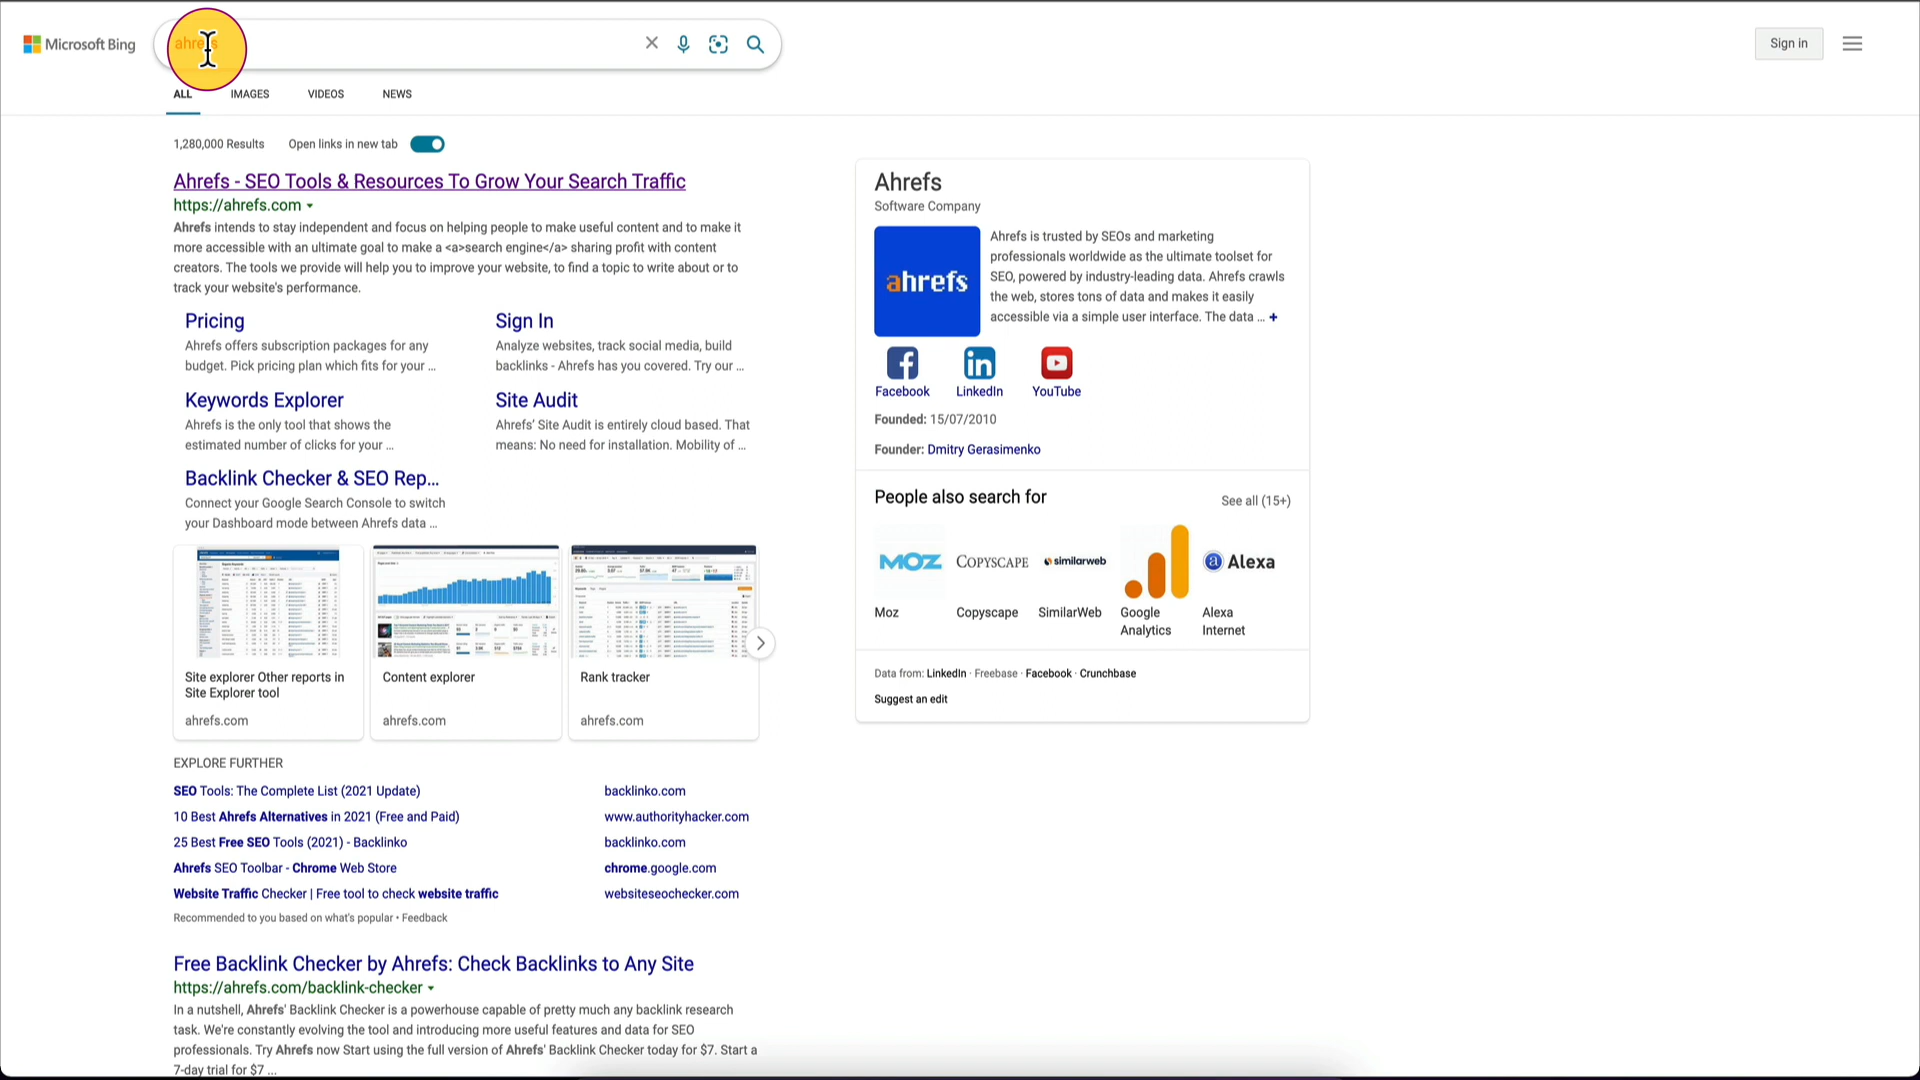 Microsoft Bing
ahrefs
Sign in
ALL
IMAGES
VIDEOS
NEWS
1,280,000 Results
Open links in new tab
Ahrefs - SEO Tools & Resources To Grow Your Search Traffic
https://ahrefs.com
Ahrefs intends to stay independent and focus on helping people to make useful content and to make it
more accessible with an ultimate goal to make a <a>search engine</a> sharing profit with content
creators. The tools we provide will help you to improve your website, to find a topic to write about or to
track your website's performance.
Pricing
Ahrefs offers subscription packages for any
budget. Pick pricing plan which fits for your ...
Sign In
Analyze websites, track social media, build
backlinks - Ahrefs has you covered. Try our ...
Keywords Explorer
Ahrefs is the only tool that shows the
estimated number of clicks for your ...
Site Audit
Ahrefs' Site Audit is entirely cloud based. That
means: No need for installation. Mobility of ...
Backlink Checker & SEO Rep...
Connect your Google Search Console to switch
your Dashboard mode between Ahrefs data ...
Site explorer Other reports in
Site Explorer tool
ahrefs.com
Content explorer
ahrefs.com
Rank tracker
ahrefs.com
EXPLORE FURTHER
SEO Tools: The Complete List (2021 Update)
backlinko.com
10 Best Ahrefs Alternatives in 2021 (Free and Paid)
www.authorityhacker.com
25 Best Free SEO Tools (2021) - Backlinko
backlinko.com
Ahrefs SEO Toolbar - Chrome Web Store
chrome.google.com
Website Traffic Checker | Free tool to check website traffic
websiteseochecker.com
Recommended to you based on what's popular • Feedback
Free Backlink Checker by Ahrefs: Check Backlinks to Any Site
https://ahrefs.com/backlink-checker
In a nutshell, Ahrefs' Backlink Checker is a powerhouse capable of pretty much any backlink research
task. We're constantly evolving the tool and introducing more useful features and data for SEO
professionals. Try Ahrefs now Start using the full version of Ahrefs' Backlink Checker today for $7. Start a
7-day trial for $7 ...
Ahrefs
Software Company
ahrefs
Ahrefs is trusted by SEOs and marketing
professionals worldwide as the ultimate toolset for
SEO, powered by industry-leading data. Ahrefs crawls
the web, stores tons of data and makes it easily
accessible via a simple user interface. The data ... +
Facebook
LinkedIn
YouTube
Founded: 15/07/2010
Founder: Dmitry Gerasimenko
People also search for
See all (15+)
MOZ
COPYSCAPE
similarweb
Alexa
Moz
Copyscape
SimilarWeb
Google
Analytics
Alexa
Internet
Data from: LinkedIn · Freebase · Facebook · Crunchbase
Suggest an edit